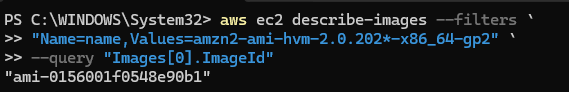 PS C:\WINDOWS\System32> aws ec2 describe-images --filters `
>> "Name=name,Values=amzn2-ami-hvm-2.0.202*-x86_64-gp2" `
>> --query "Images[0].ImageId"
"ami-0156001f0548e90b1"